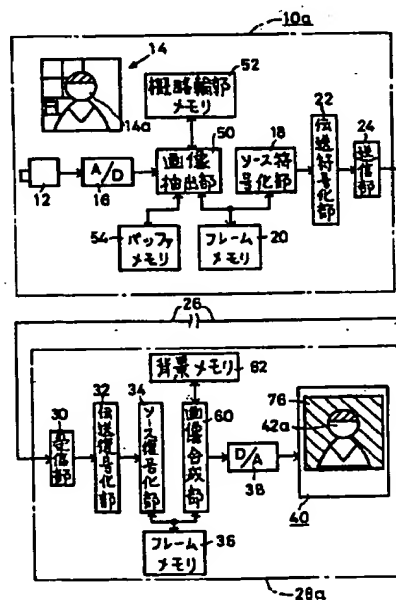 10a
14
14a
52
概略輪郭
メモリ
22
24
50
18
12
A/D
16
画像
抽出部
ソース符
号化部
伝送符号化部
送信部
54
バッファ
メモリ
フレーム
メモリ
20
26
背景メモリ
62
30
受信部
32
伝送復号化部
34
ソース復号化部
60
画像合成部
D/A
38
76
42a
40
フレーム
メモリ
36
28a